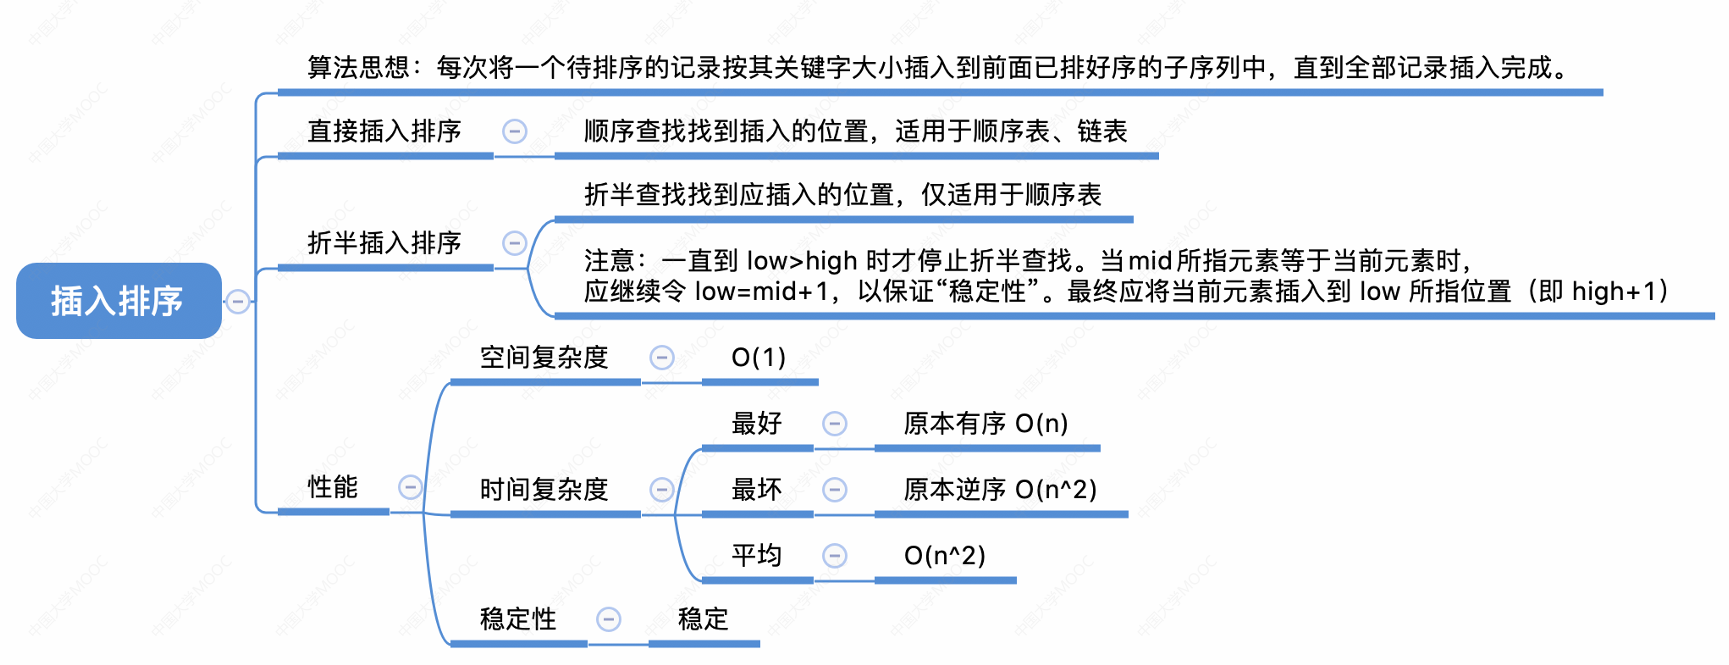 算法思想：每次将一个待排序的记录按其关键字大小插入到前面已排好序的子序列中，直到全部记录插入完成。
直接插入排序
顺序查找找到插入的位置，适用于顺序表、链表
折半查找找到应插入的位置，仅适用于顺序表
折半插入排序
注意：一直到 low>high 时才停止折半查找。当mid所指元素等于当前元素时，
应继续令 low=mid+1，以保证“稳定性”。最终应将当前元素插入到 low 所指位置（即 high+1）
插入排序
空间复杂度
O(1)
最好
原本有序 O(n)
性能
时间复杂度
最坏
原本逆序 O(n^2)
平均
O(n^2)
稳定性
稳定
中国大学MOOC